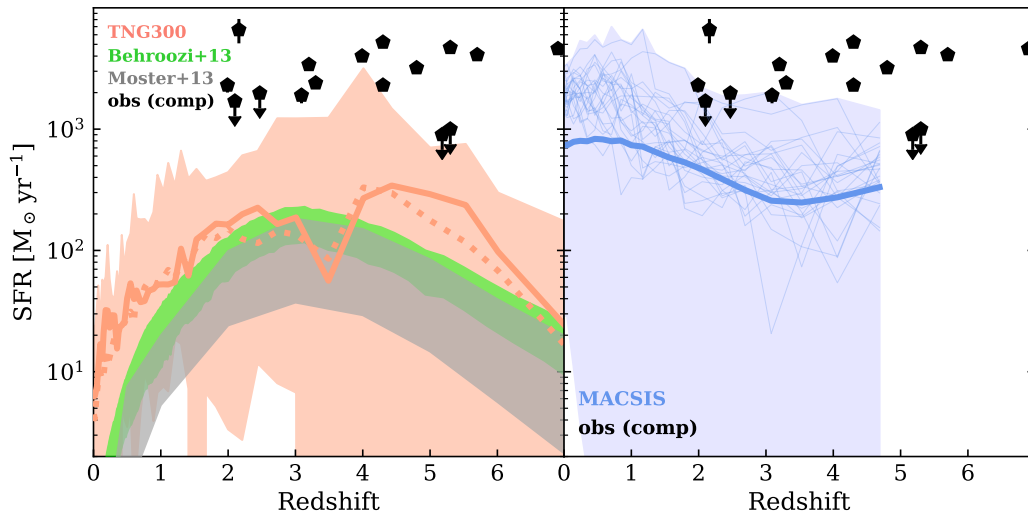 TNG300
Behroozi+13
Moster+13
obs (comp)
10³
10²
10¹
SFR [M⊙ yr⁻¹]
MACSIS
obs (comp)
0 1 2 3 4 5 6 0 1 2 3 4 5 6
Redshift Redshift